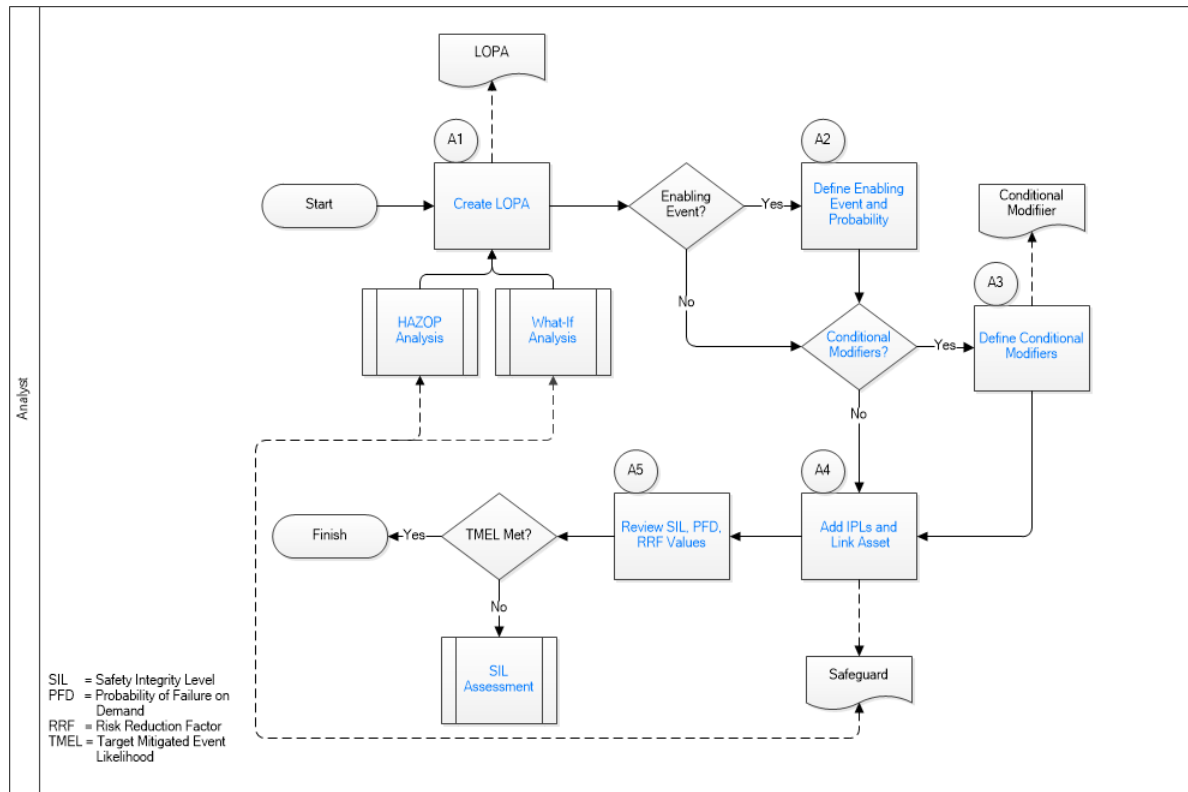 LOPA
A1
A2
Start
Create LOPA
Enabling
Event?
Yes
Define Enabling
Event and
Probability
Conditional
Modifiier
A3
No
HAZOP
Analysis
What-If
Analysis
Conditional
Modifiers?
Yes
Define Conditional
Modifiers
Analyst
No
A5
A4
Finish
Yes
TMEL Met?
Review SIL, PFD,
RRF Values
Add IPLs and
Link Asset
No
SIL
Assessment
Safeguard
SIL = Safety Integrity Level
PFD = Probability of Failure on
Demand
RRF = Risk Reduction Factor
TMEL = Target Mitigated Event
Likelihood